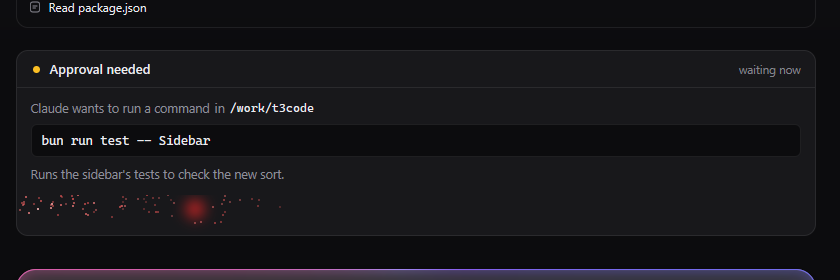 Read package.json
Approval needed
waiting now
Claude wants to run a command in /work/t3code
bun run test -- Sidebar
Runs the sidebar's tests to check the new sort.